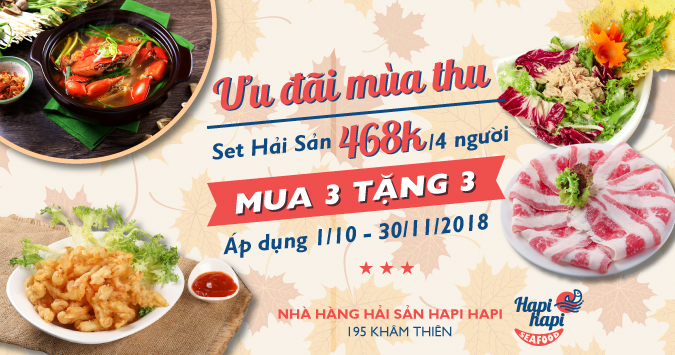 Ưu đãi mùa thu
Set Hải Sản 468k/4 người
MUA 3 TẶNG 3
Áp dụng 1/10 - 30/11/2018
NHÀ HÀNG HẢI SẢN HAPI HAPI
195 KHÂM THIÊN
Hapi
Hapi
SEAFOOD